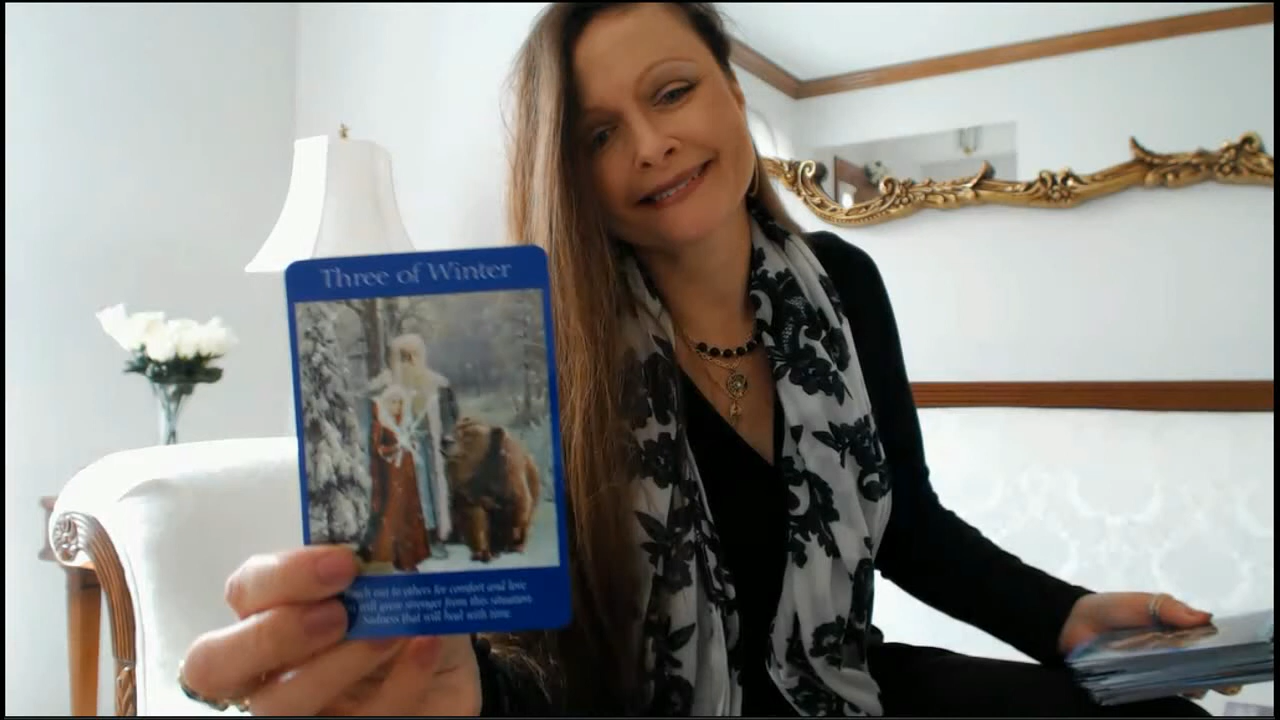 Three of Winter
out to others for comfort and love
will grow stronger from this situation.
Sadness that will heal with time.